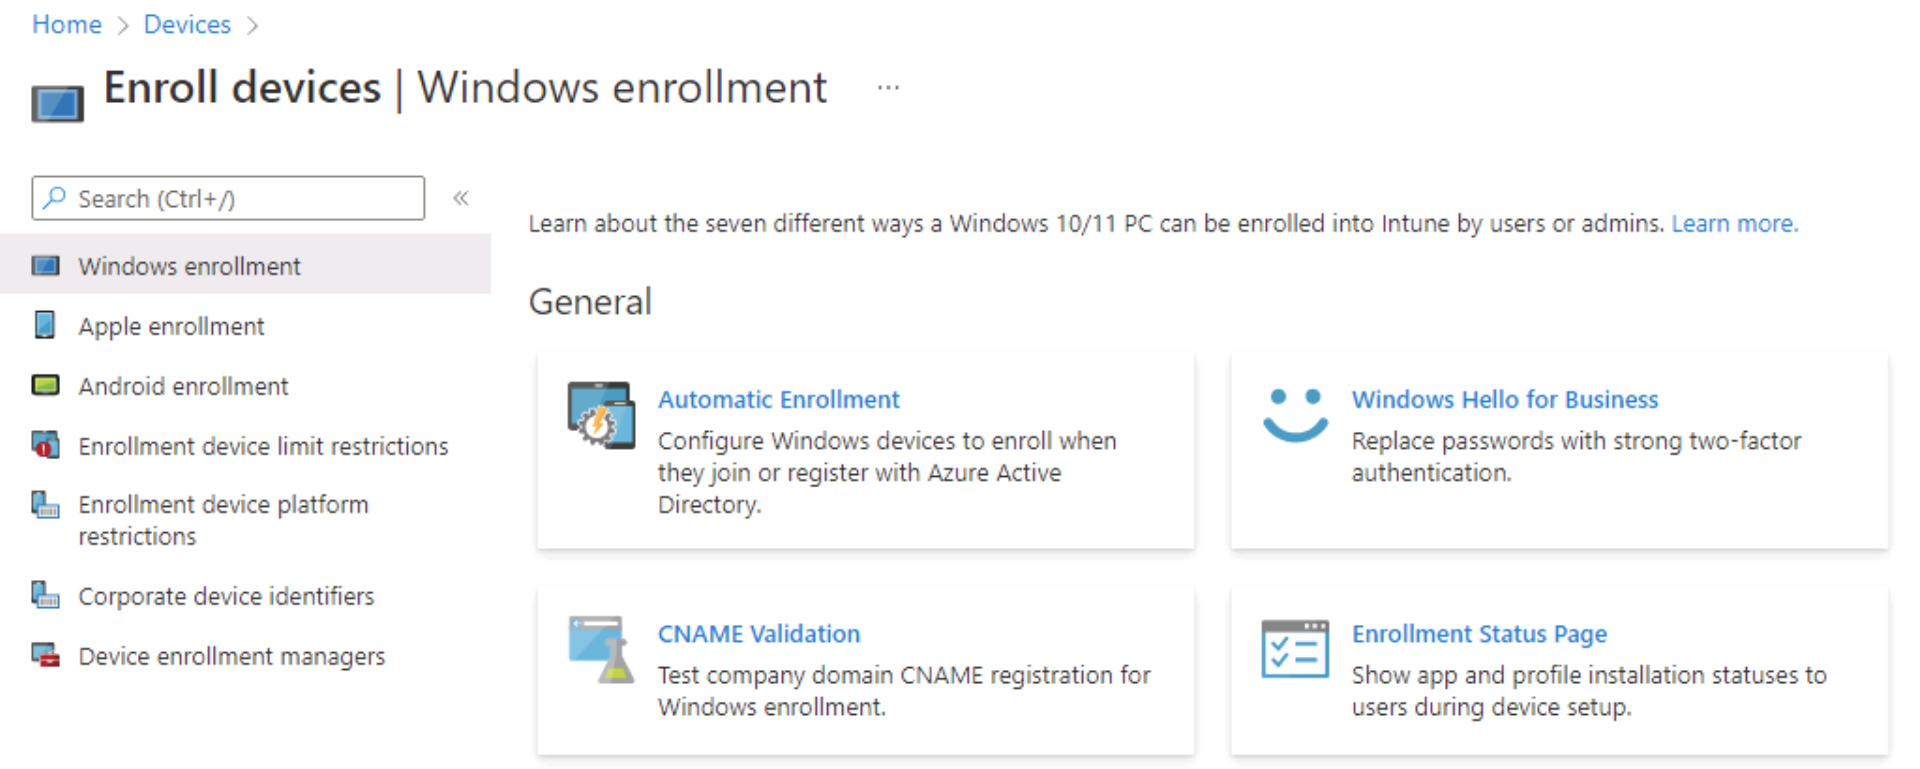 Home > Devices >
Enroll devices | Windows enrollment ...
Search (Ctrl+/) «
Windows enrollment
Apple enrollment
Android enrollment
Enrollment device limit restrictions
Enrollment device platform
restrictions
Corporate device identifiers
Device enrollment managers
Learn about the seven different ways a Windows 10/11 PC can be enrolled into Intune by users or admins. Learn more.
General
Automatic Enrollment
Configure Windows devices to enroll when
they join or register with Azure Active
Directory.
Windows Hello for Business
Replace passwords with strong two-factor
authentication.
CNAME Validation
Test company domain CNAME registration for
Windows enrollment.
Enrollment Status Page
Show app and profile installation statuses to
users during device setup.